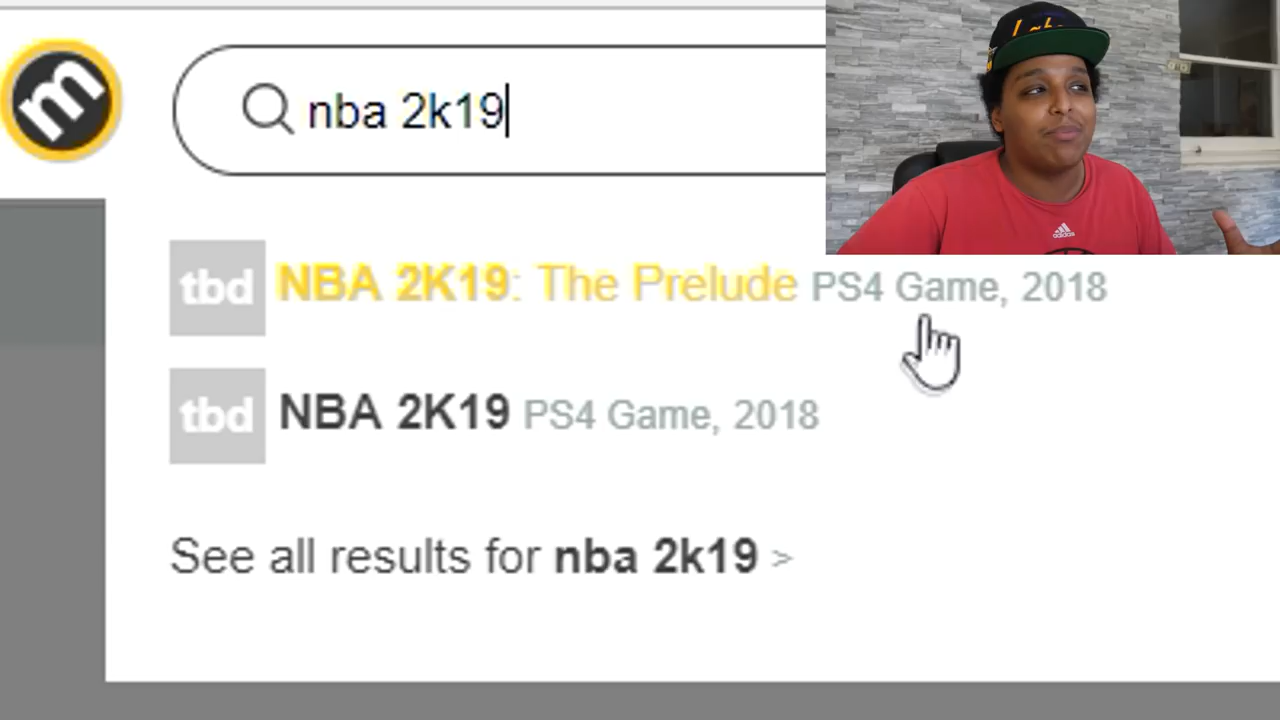 m
nba 2k19
tbd NBA 2K19: The Prelude PS4 Game, 2018
tbd NBA 2K19 PS4 Game, 2018
See all results for nba 2k19 >
adidas